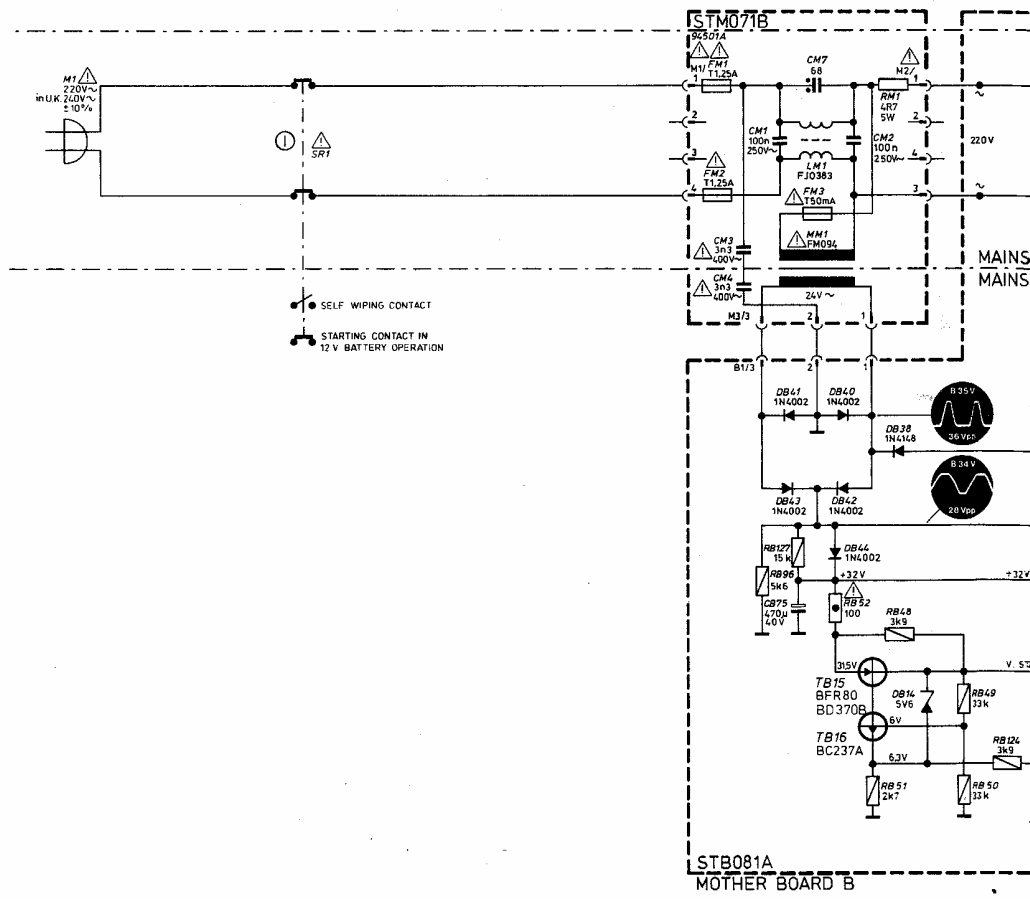 STM071B
94501A
M1
220V~
in U.K. 240V~
±10%
M1/
1
FM1
T1,25A
CM7
68
M2/
1
RM1
4R7
5W
~
2
2
CM1
100n
250V~
CM2
100n
250V~
220V
I
SR1
3
4
LM1
FJ0383
FM2
T1,25A
4
FM3
T50mA
3
~
MM1
FM094
CM3
3n3
400V~
MAINS
MAINS
CM4
3n3
400V~
24V~
SELF WIPING CONTACT
M3/3
2
1
STARTING CONTACT IN
12 V BATTERY OPERATION
B1/3
2
1
DB41
1N4002
DB40
1N4002
B35V
36Vpp
DB38
1N4148
B34V
28Vpp
DB43
1N4002
DB42
1N4002
RB127
15k
DB44
1N4002
RB96
5k6
+32V
+32V
CB75
470µ
40V
RB52
100
RB48
3k9
31,5V
V. ST
TB15
BFR80
BD370B
DB14
5V6
RB49
33k
6V
TB16
BC237A
RB124
3k9
6,3V
RB51
2k7
RB50
33k
STB081A
MOTHER BOARD B